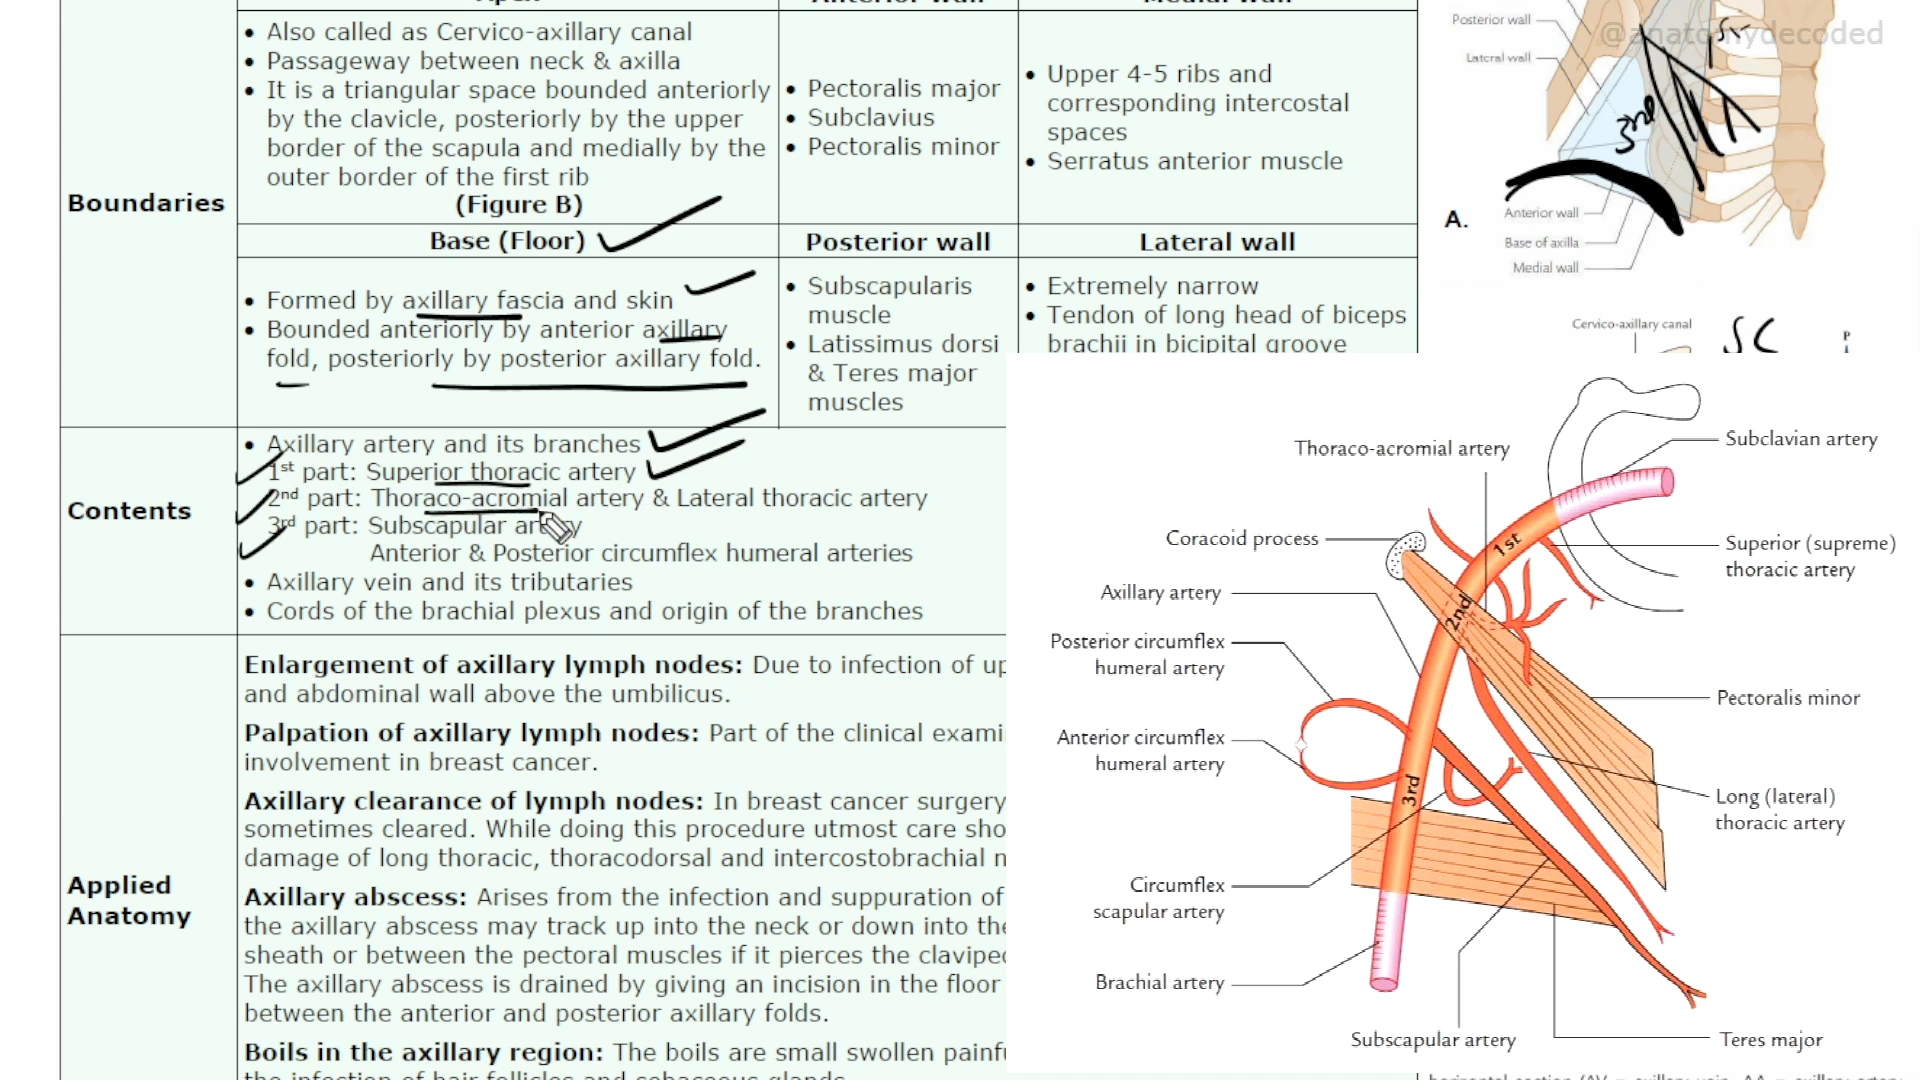 Also called as Cervico-axillary canal
Passageway between neck & axilla
It is a triangular space bounded anteriorly
by the clavicle, posteriorly by the upper
border of the scapula and medially by the
outer border of the first rib
(Figure B)
Pectoralis major
Subclavius
Pectoralis minor
Upper 4-5 ribs and
corresponding intercostal
spaces
Serratus anterior muscle
Boundaries
Base (Floor)
Posterior wall
Lateral wall
Formed by axillary fascia and skin
Bounded anteriorly by anterior axillary
fold, posteriorly by posterior axillary fold.
Subscapularis
muscle
Latissimus dorsi
& Teres major
muscles
Extremely narrow
Tendon of long head of biceps
brachii in bicipital groove
Contents
Axillary artery and its branches
1st part: Superior thoracic artery
2nd part: Thoraco-acromial artery & Lateral thoracic artery
3rd part: Subscapular artery
Anterior & Posterior circumflex humeral arteries
Axillary vein and its tributaries
Cords of the brachial plexus and origin of the branches
Applied
Anatomy
Enlargement of axillary lymph nodes: Due to infection of
and abdominal wall above the umbilicus.
Palpation of axillary lymph nodes: Part of the clinical
involvement in breast cancer.
Axillary clearance of lymph nodes: In breast cancer surgery
sometimes cleared. While doing this procedure utmost care
damage of long thoracic, thoracodorsal and intercostobrachial
Axillary abscess: Arises from the infection and suppuration of
the axillary abscess may track up into the neck or down into
sheath or between the pectoral muscles if it pierces the
The axillary abscess is drained by giving an incision in the floor
between the anterior and posterior axillary folds.
Boils in the axillary region: The boils are small swollen
@anatomydecoded
Posterior wall
Lateral wall
3rd
A.
Anterior wall
Base of axilla
Medial wall
Cervico-axillary canal
SC
P
Thoraco-acromial artery
Subclavian artery
Coracoid process
1st
Superior (supreme)
thoracic artery
Axillary artery
2nd
Posterior circumflex
humeral artery
Pectoralis minor
Anterior circumflex
humeral artery
3rd
Long (lateral)
thoracic artery
Circumflex
scapular artery
Brachial artery
Subscapular artery
Teres major